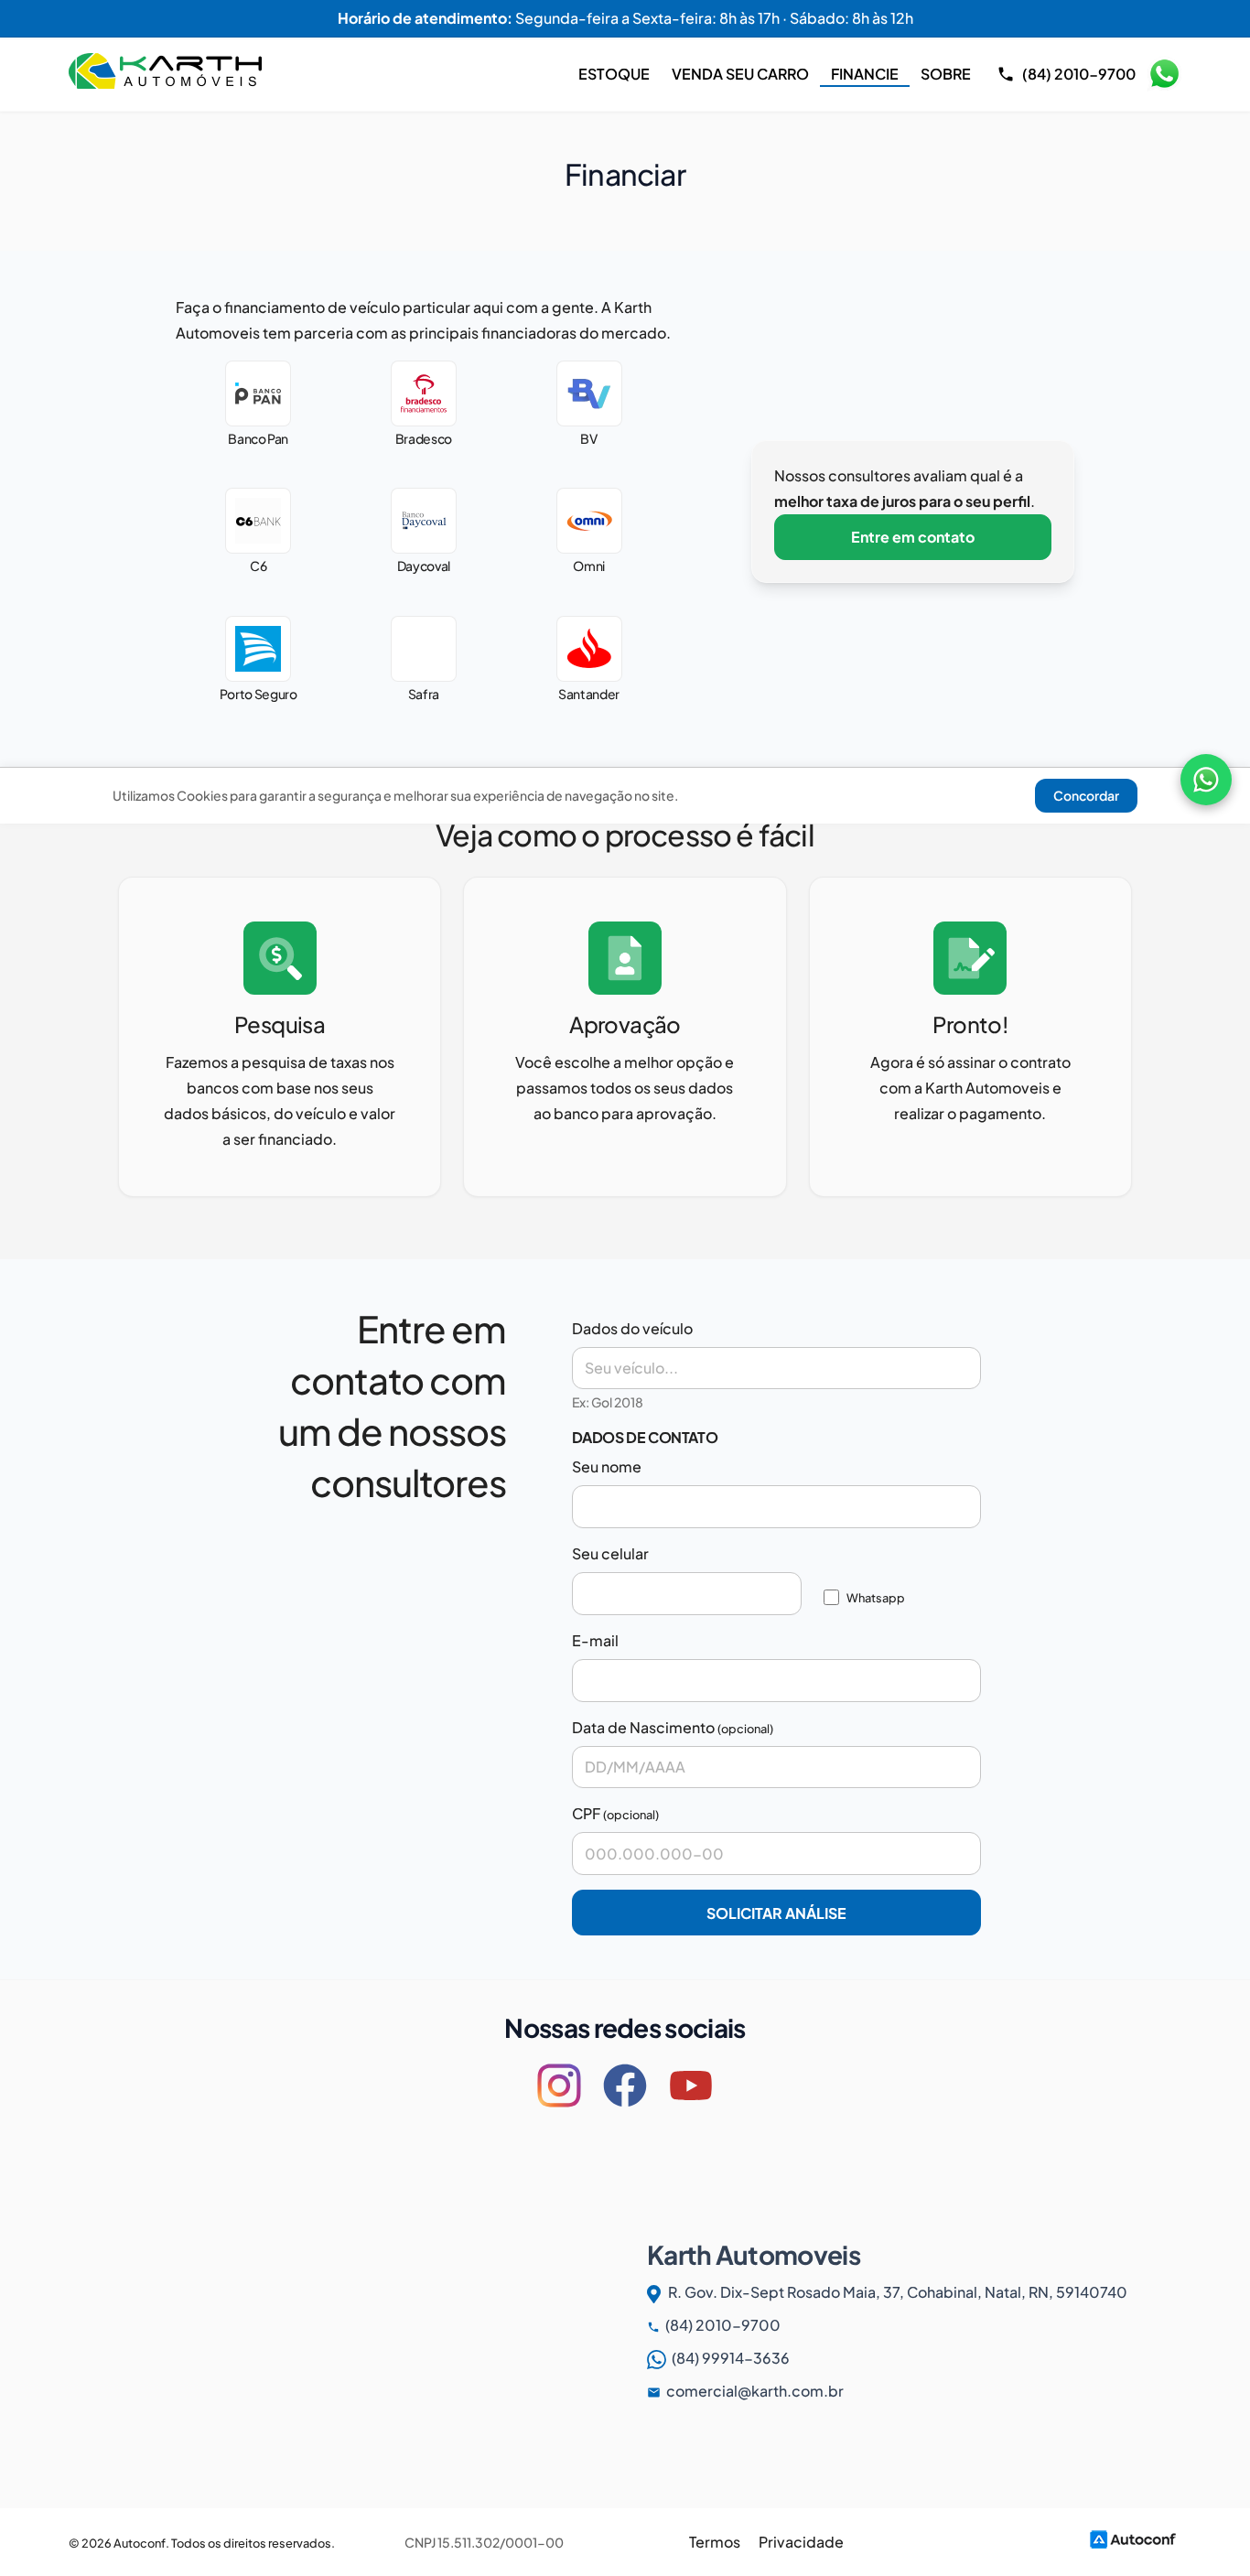 Horário de atendimento: Segunda-feira a Sexta-feira: 8h às 17h · Sábado: 8h às 12h
KARTH
AUTOMÓVEIS
ESTOQUE
VENDA SEU CARRO
FINANCIE
SOBRE
(84) 2010-9700
Financiar
Faça o financiamento de veículo particular aqui com a gente. A Karth
Automoveis tem parceria com as principais financiadoras do mercado.
BANCO
PAN
Banco Pan
bradesco
financiamentos
Bradesco
BV
BV
C6BANK
C6
Banco
Daycoval
Daycoval
omni
Omni
Porto Seguro
Safra
Santander
Nossos consultores avaliam qual é a
melhor taxa de juros para o seu perfil.
Entre em contato
Utilizamos Cookies para garantir a segurança e melhorar sua experiência de navegação no site.
Concordar
Veja como o processo é fácil
Pesquisa
Fazemos a pesquisa de taxas nos
bancos com base nos seus
dados básicos, do veículo e valor
a ser financiado.
Aprovação
Você escolhe a melhor opção e
passamos todos os seus dados
ao banco para aprovação.
Pronto!
Agora é só assinar o contrato
com a Karth Automoveis e
realizar o pagamento.
Entre em
contato com
um de nossos
consultores
Dados do veículo
Seu veículo...
Ex: Gol 2018
DADOS DE CONTATO
Seu nome
Seu celular
Whatsapp
E-mail
Data de Nascimento (opcional)
DD/MM/AAAA
CPF (opcional)
000.000.000-00
SOLICITAR ANÁLISE
Nossas redes sociais
Karth Automoveis
R. Gov. Dix-Sept Rosado Maia, 37, Cohabinal, Natal, RN, 59140740
(84) 2010-9700
(84) 99914-3636
comercial@karth.com.br
© 2026 Autoconf. Todos os direitos reservados.
CNPJ 15.511.302/0001-00
Termos
Privacidade
Autoconf